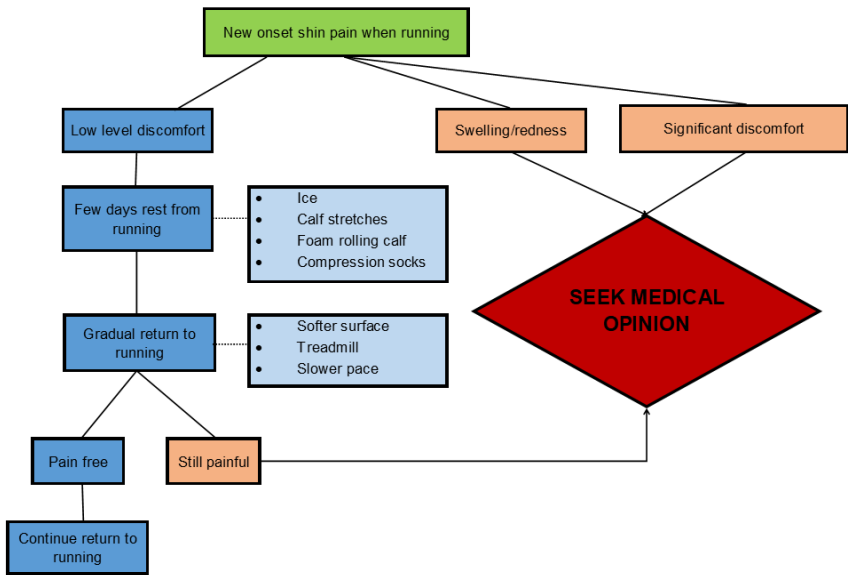 New onset shin pain when running
Low level discomfort
Swelling/redness
Significant discomfort
Few days rest from
running
• Ice
• Calf stretches
• Foam rolling calf
• Compression socks
SEEK MEDICAL
OPINION
Gradual return to
running
• Softer surface
• Treadmill
• Slower pace
Pain free
Still painful
Continue return to
running